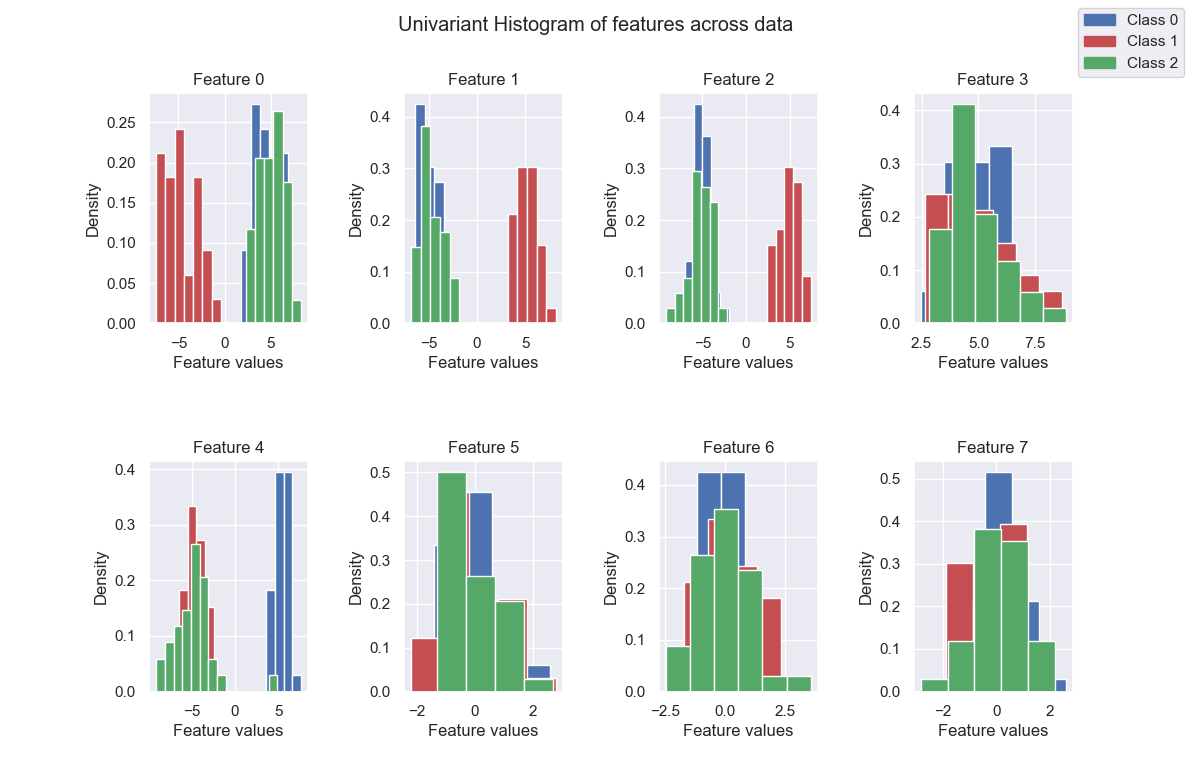 Univariant Histogram of features across data
Class 0
Class 1
Class 2
Feature 0
Density
0.25
0.20
0.15
0.10
0.05
0.00
−5 0 5
Feature values
Feature 1
Density
0.4
0.3
0.2
0.1
0.0
−5 0 5
Feature values
Feature 2
Density
0.4
0.3
0.2
0.1
0.0
−5 0 5
Feature values
Feature 3
Density
0.4
0.3
0.2
0.1
0.0
2.5 5.0 7.5
Feature values
Feature 4
Density
0.4
0.3
0.2
0.1
0.0
−5 0 5
Feature values
Feature 5
Density
0.5
0.4
0.3
0.2
0.1
0.0
−2 0 2
Feature values
Feature 6
Density
0.4
0.3
0.2
0.1
0.0
−2.5 0.0 2.5
Feature values
Feature 7
Density
0.5
0.4
0.3
0.2
0.1
0.0
−2 0 2
Feature values